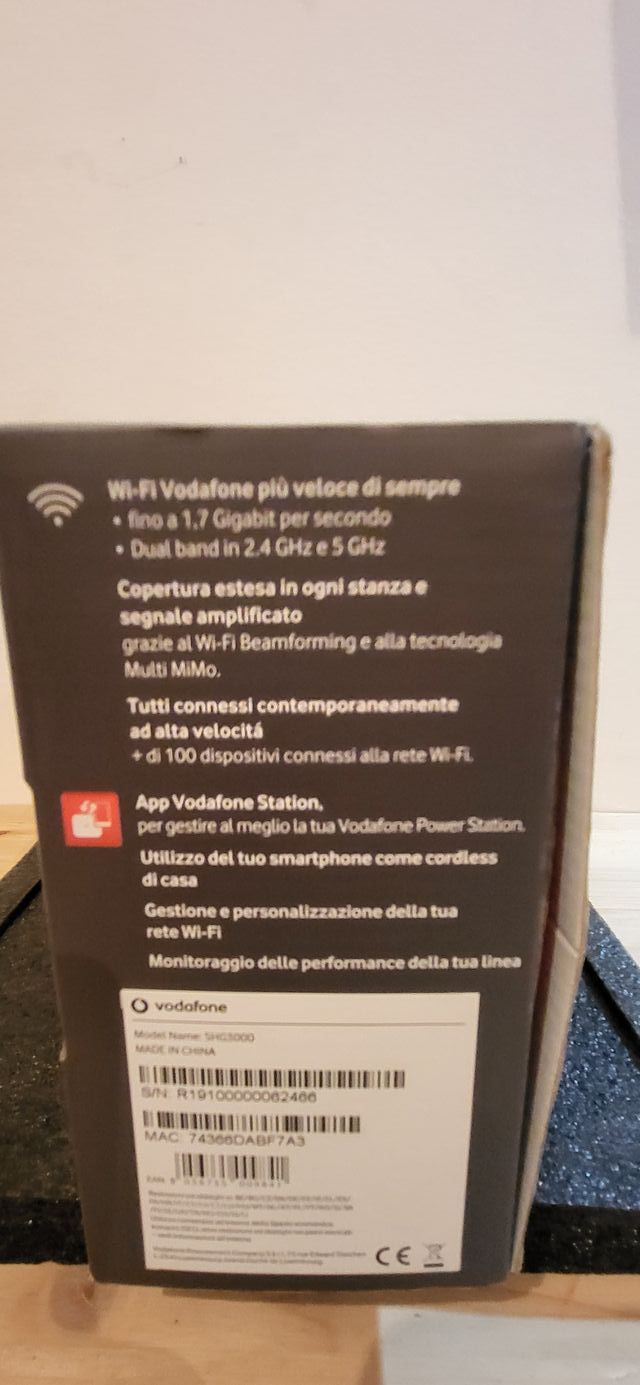 Wi-Fi Vodafone più veloce di sempre
• fino a 1,7 Gigabit per secondo
• Dual band in 2.4 GHz e 5 GHz
Copertura estesa in ogni stanza e
segnale amplificato
grazie al Wi-Fi Beamforming e alla tecnologia
Multi MiMo.
Tutti connessi contemporaneamente
ad alta velocitá
+ di 100 dispositivi connessi alla rete Wi-Fi.
App Vodafone Station,
per gestire al meglio la tua Vodafone Power Station.
Utilizzo del tuo smartphone come cordless
di casa
Gestione e personalizzazione della tua
rete Wi-Fi
Monitoraggio delle performance della tua linea
vodafone
Model Name: SHG3000
MADE IN CHINA
S/N: R19100000062466
MAC: 74366DABF7A3
EAN
CE